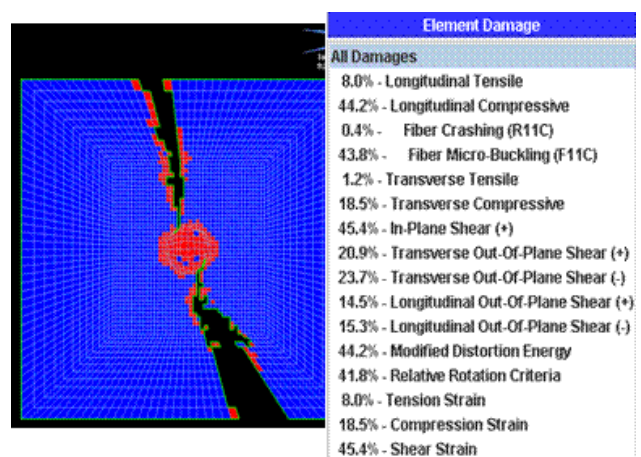 Element Damage
All Damages
8.0% - Longitudinal Tensile
44.2% - Longitudinal Compressive
0.4% - Fiber Crashing (R11C)
43.8% - Fiber Micro-Buckling (F11C)
1.2% - Transverse Tensile
18.5% - Transverse Compressive
45.4% - In-Plane Shear (+)
20.9% - Transverse Out-Of-Plane Shear (+)
23.7% - Transverse Out-Of-Plane Shear (-)
14.5% - Longitudinal Out-Of-Plane Shear (+)
15.3% - Longitudinal Out-Of-Plane Shear (-)
44.2% - Modified Distortion Energy
41.8% - Relative Rotation Criteria
8.0% - Tension Strain
18.5% - Compression Strain
45.4% - Shear Strain